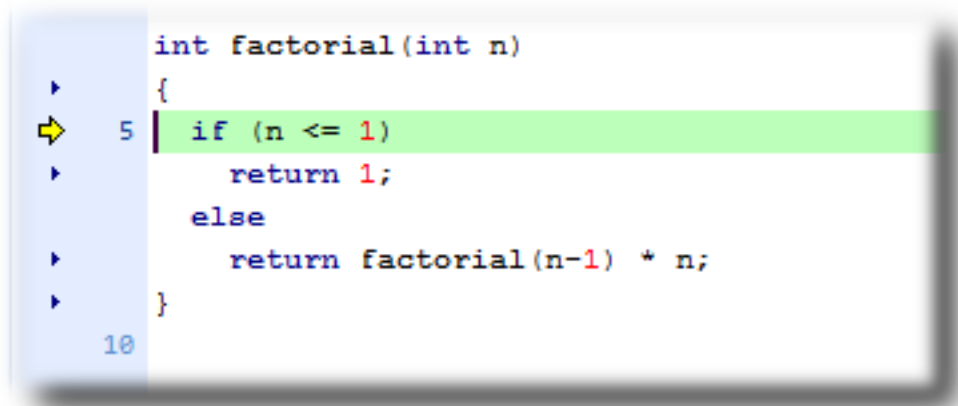 int factorial(int n)
{
5 if (n <= 1)
return 1;
else
return factorial(n-1) * n;
}
10